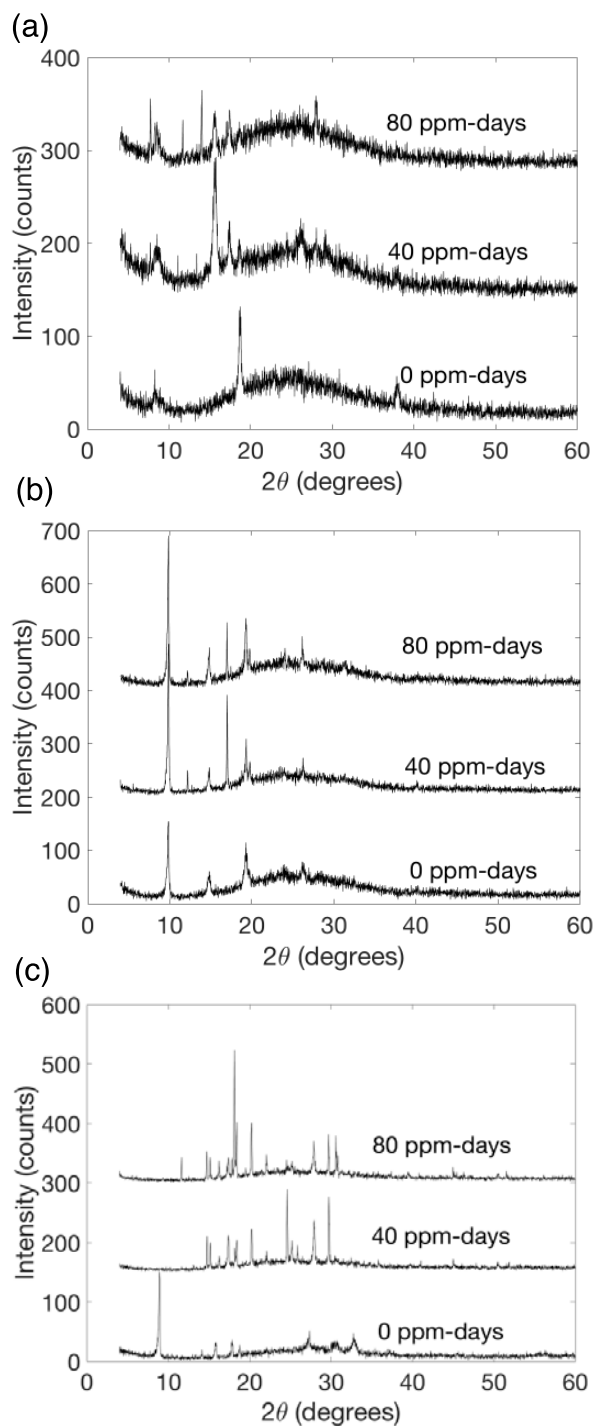 (a)
400
80 ppm-days
300
40 ppm-days
200
100
0 ppm-days
0
0 10 20 30 40 50 60
Intensity (counts)
2θ (degrees)
(b)
700
600
80 ppm-days
500
400
300
40 ppm-days
200
100
0 ppm-days
0
0 10 20 30 40 50 60
Intensity (counts)
2θ (degrees)
(c)
600
500
400
80 ppm-days
300
40 ppm-days
200
100
0 ppm-days
0
0 10 20 30 40 50 60
Intensity (counts)
2θ (degrees)